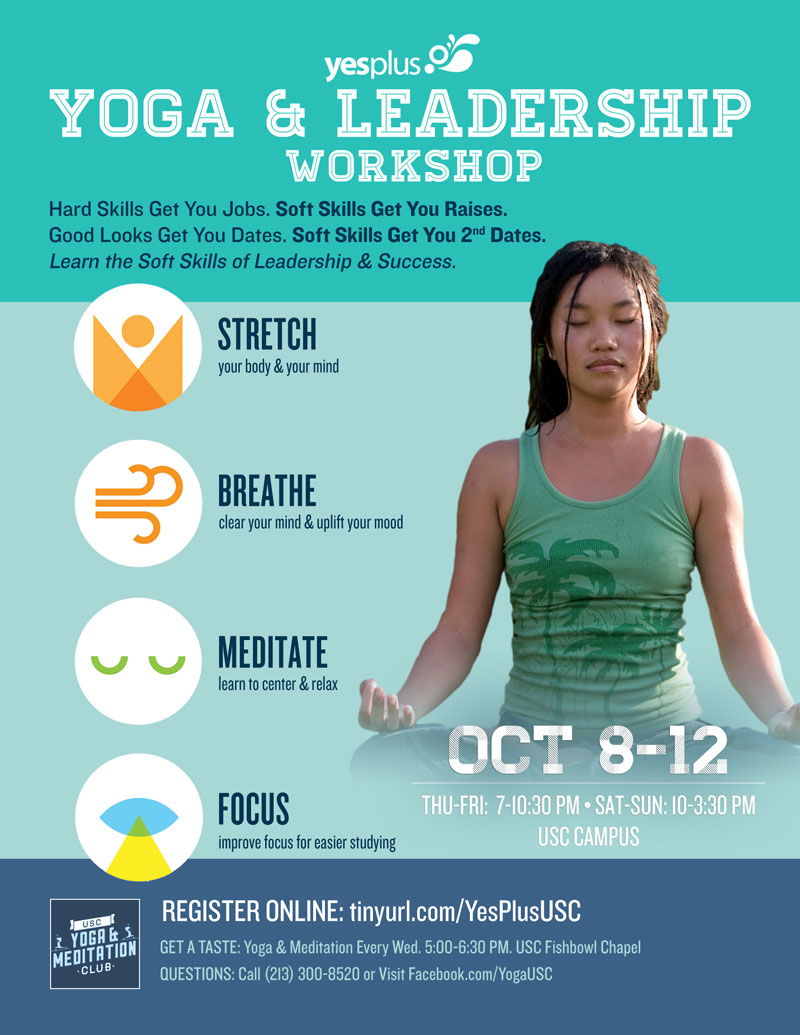 yesplus
YOGA & LEADERSHIP
WORKSHOP
Hard Skills Get You Jobs. Soft Skills Get You Raises.
Good Looks Get You Dates. Soft Skills Get You 2nd Dates.
Learn the Soft Skills of Leadership & Success.
STRETCH
your body & your mind
BREATHE
clear your mind & uplift your mood
MEDITATE
learn to center & relax
FOCUS
improve focus for easier studying
OCT 8-12
THU-FRI: 7-10:30 PM • SAT-SUN: 10-3:30 PM
USC CAMPUS
USC
YOGA &
MEDITATION
·CLUB·
REGISTER ONLINE: tinyurl.com/YesPlusUSC
GET A TASTE: Yoga & Meditation Every Wed. 5:00-6:30 PM. USC Fishbowl Chapel
QUESTIONS: Call (213) 300-8520 or Visit Facebook.com/YogaUSC